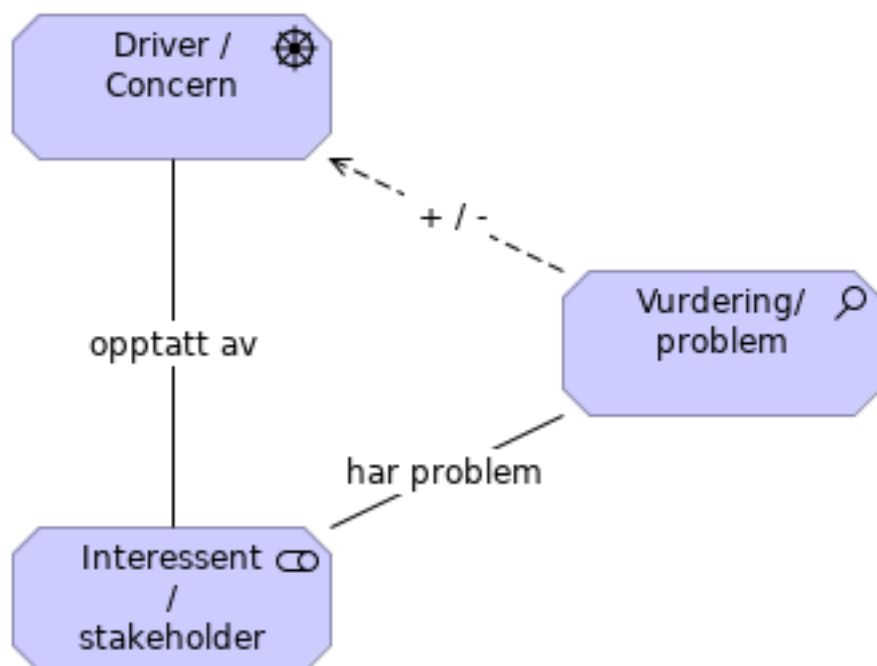 Driver /
Concern
+ / -
Vurdering/
problem
opptatt av
har problem
Interessent
/
stakeholder